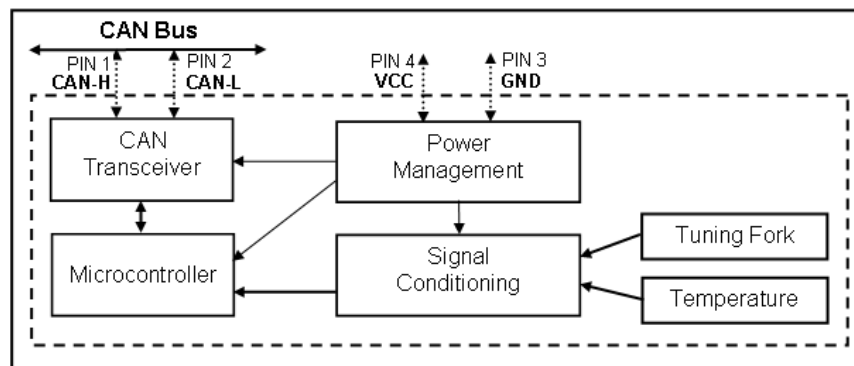 CAN Bus
PIN 1
CAN-H
PIN 2
CAN-L
PIN 4
VCC
PIN 3
GND
CAN
Transceiver
Power
Management
Microcontroller
Signal
Conditioning
Tuning Fork
Temperature